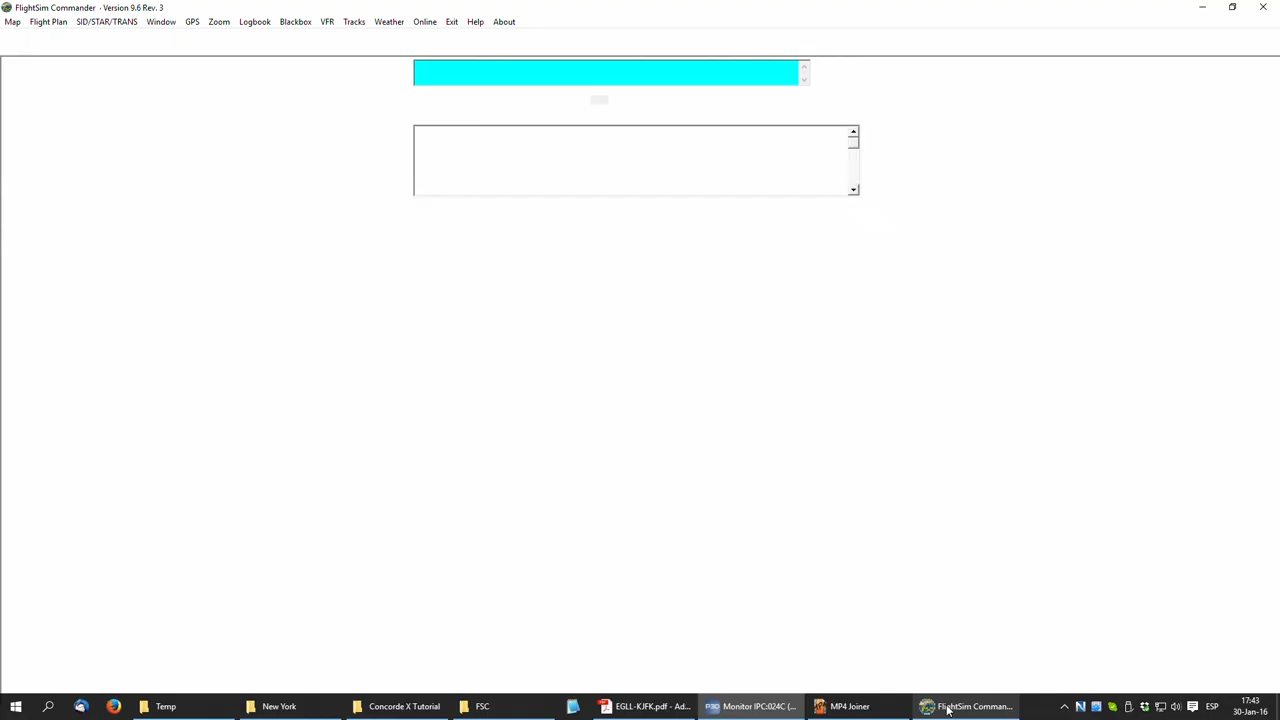 FlightSim Commander - Version 9.6 Rev. 3
Map Flight Plan SID/STAR/TRANS Window GPS Zoom Logbook Blackbox VFR Tracks Weather Online Exit Help About
Temp New York Concorde X Tutorial FSC EGLL-KJFK.pdf - Ad... P3D Monitor IPC:024C (... MP4 Joiner FlightSim Comman... ESP 17:43
30-Jan-16